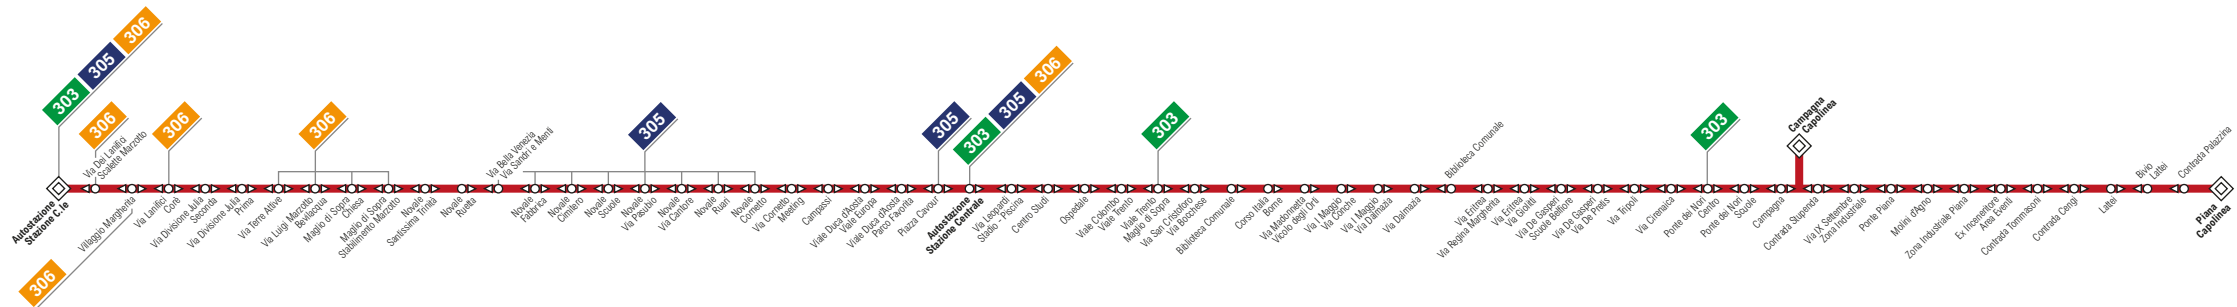 303
305
306
Autostazione
Stazione C.le
306
Via Dei Lanifici
Scalette Marzotto
306
Villaggio Margherita
306
Via Lanifici
Corè
Via Divisione Julia
Seconda
Via Divisione Julia
Prima
306
Via Terre Attive
Via Luigi Marzotto
Bevilacqua
Maglio di Sopra
Chiesa
Maglio di Sopra
Stabilimento Marzotto
Novale
Santissima Trinità
Novale
Ruetta
Via Bella Venezia
Via Sandri e Menti
305
Novale
Fabbrica
Novale
Cimitero
Novale
Scuole
Novale
Via Pasubio
Novale
Via Cantore
Novale
Ruari
Novale
Cornetto
Via Cornetto
Meeting
Campassi
Viale Duca d'Aosta
Viale Europa
Viale Duca d'Aosta
Parco Favorita
305
Piazza Cavour
303
305
306
Autostazione
Stazione Centrale
Via Leopardi
Stadio - Piscina
Centro Studi
Ospedale
Viale Colombo
Viale Trento
303
Viale Trento
Maglio di Sopra
Via San Cristoforo
Via Bocchese
Biblioteca Comunale
Corso Italia
Borne
Via Madonnetta
Vicolo degli Orti
Via I Maggio
Via Conche
Via I Maggio
Via Dalmazia
Via Dalmazia
Biblioteca Comunale
Via Eritrea
Via Regina Margherita
Via Eritrea
Via Giolitti
Via De Gasperi
Scuole Beltiore
Via De Gasperi
Via De Pretis
Via Tripoli
Via Cirenaica
303
Ponte dei Nori
Centro
Ponte dei Nori
Scuole
Campagna
Campagna
Capolinea
Contrada Stupenda
Via IX Settembre
Zona Industriale
Ponte Piana
Molini d'Agno
Zona Industriale Piana
Ex Inceneritore
Area Eventi
Contrada Tommasoni
Contrada Cengi
Lattei
Bivio
Lattei
Contrada Palazzina
Piana
Capolinea